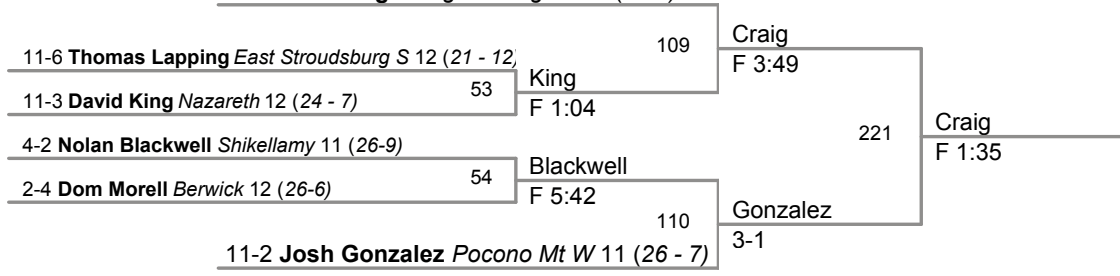 109
Craig
F 3:49
11-6 Thomas Lapping East Stroudsburg S 12 (21 - 12)
53
King
F 1:04
11-3 David King Nazareth 12 (24 - 7)
221
Craig
F 1:35
4-2 Nolan Blackwell Shikellamy 11 (26-9)
54
Blackwell
F 5:42
2-4 Dom Morell Berwick 12 (26-6)
110
Gonzalez
3-1
11-2 Josh Gonzalez Pocono Mt W 11 (26 - 7)